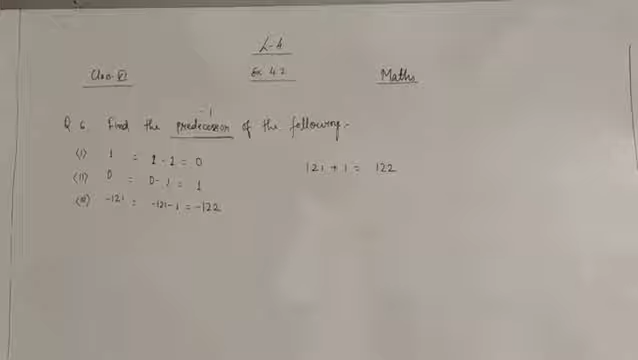 L-4
Class-VI Ex 4.2 Maths
-1
Q 6. Find the predecessor of the following:-
(i) 1 = 1 - 1 = 0
(ii) 0 = 0 - 1 = 1
(iii) -121 = -121 - 1 = -122
121 + 1 = 122